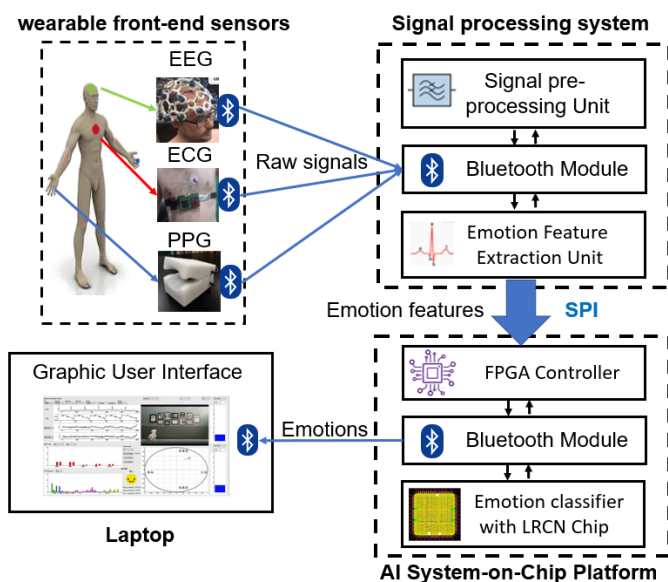 wearable front-end sensors
EEG
ECG
PPG
Raw signals
Signal processing system
Signal pre-
processing Unit
Bluetooth Module
Emotion Feature
Extraction Unit
Emotion features
SPI
FPGA Controller
Bluetooth Module
Emotion classifier
with LRCN Chip
AI System-on-Chip Platform
Emotions
Graphic User Interface
Laptop